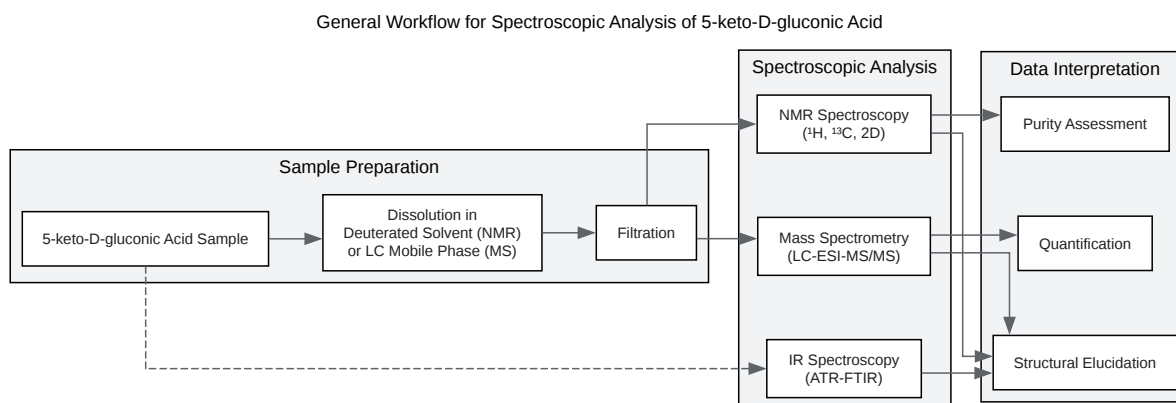 General Workflow for Spectroscopic Analysis of 5-keto-D-gluconic Acid
Sample Preparation
5-keto-D-gluconic Acid Sample
Dissolution in
Deuterated Solvent (NMR)
or LC Mobile Phase (MS)
Filtration
Spectroscopic Analysis
NMR Spectroscopy
(¹H, ¹³C, 2D)
Mass Spectrometry
(LC-ESI-MS/MS)
IR Spectroscopy
(ATR-FTIR)
Data Interpretation
Purity Assessment
Quantification
Structural Elucidation